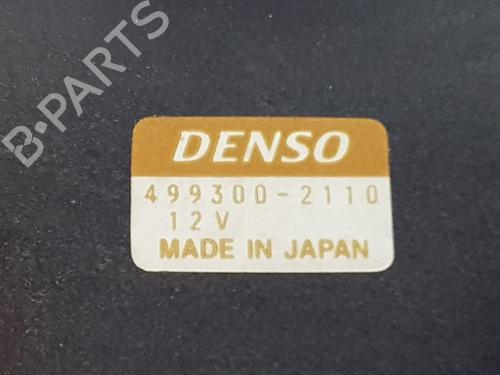 B-PARTS
DENSO
499300-2110
12V
MADE IN JAPAN